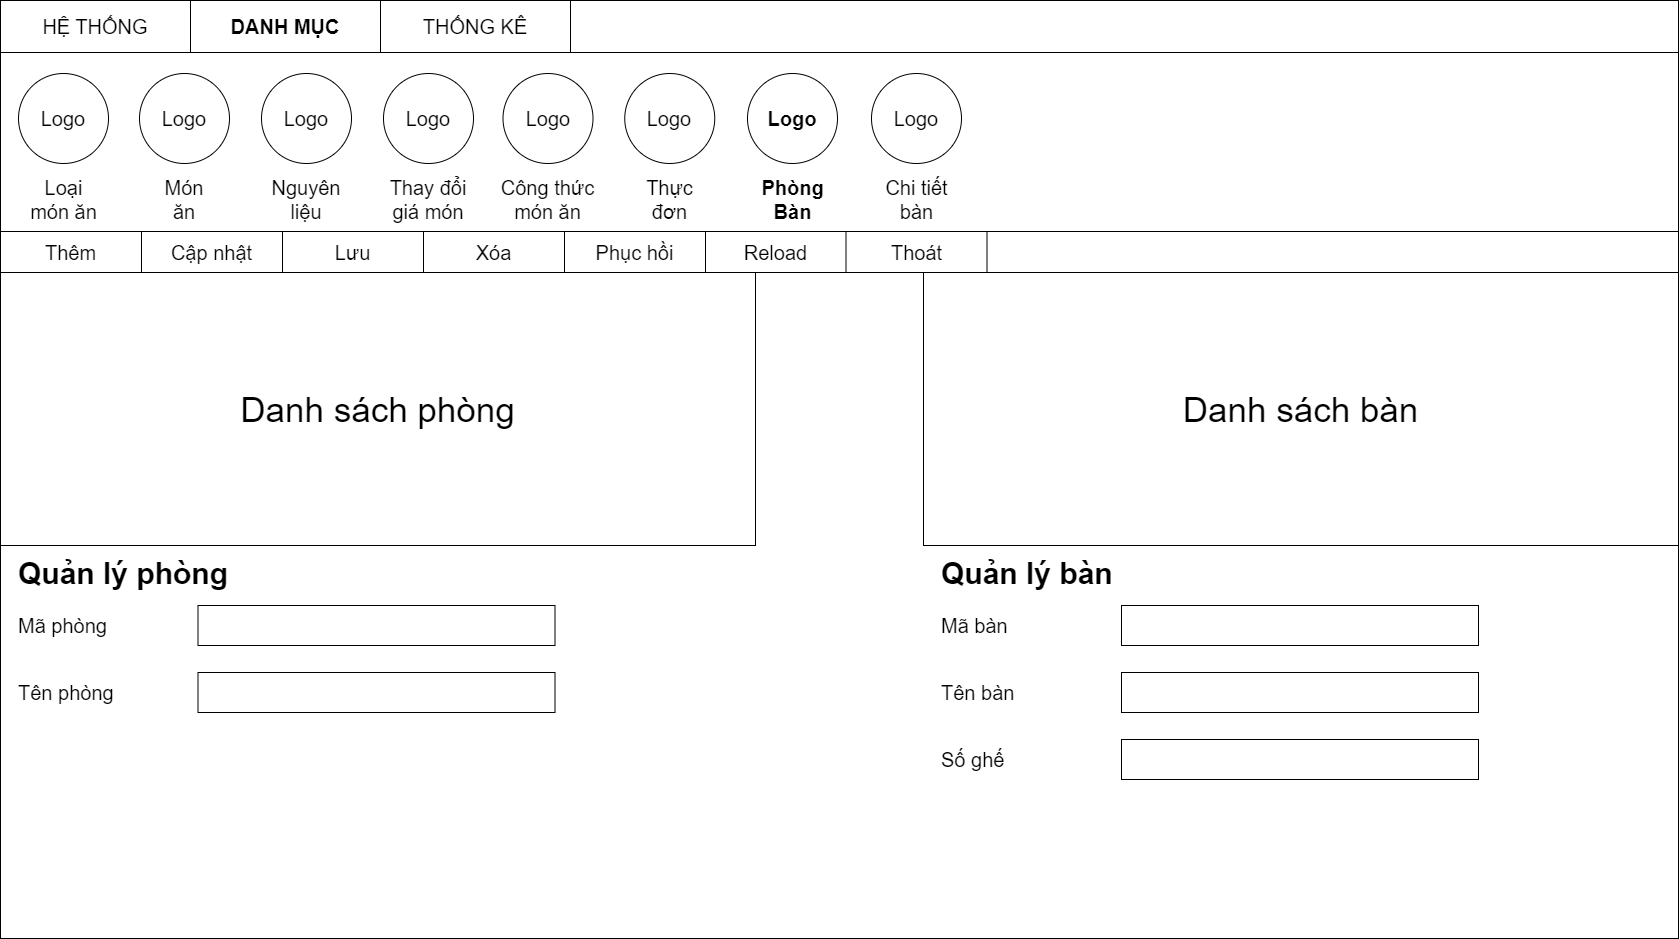 HỆ THỐNG
DANH MỤC
THỐNG KÊ
Logo
Logo
Logo
Logo
Logo
Logo
Logo
Logo
Loại
món ăn
Món
ăn
Nguyên
liệu
Thay đổi
giá món
Công thức
món ăn
Thực
đơn
Phòng
Bàn
Chi tiết
bàn
Thêm
Cập nhật
Lưu
Xóa
Phục hồi
Reload
Thoát
Danh sách phòng
Danh sách bàn
Quản lý phòng
Mã phòng
Tên phòng
Quản lý bàn
Mã bàn
Tên bàn
Số ghế